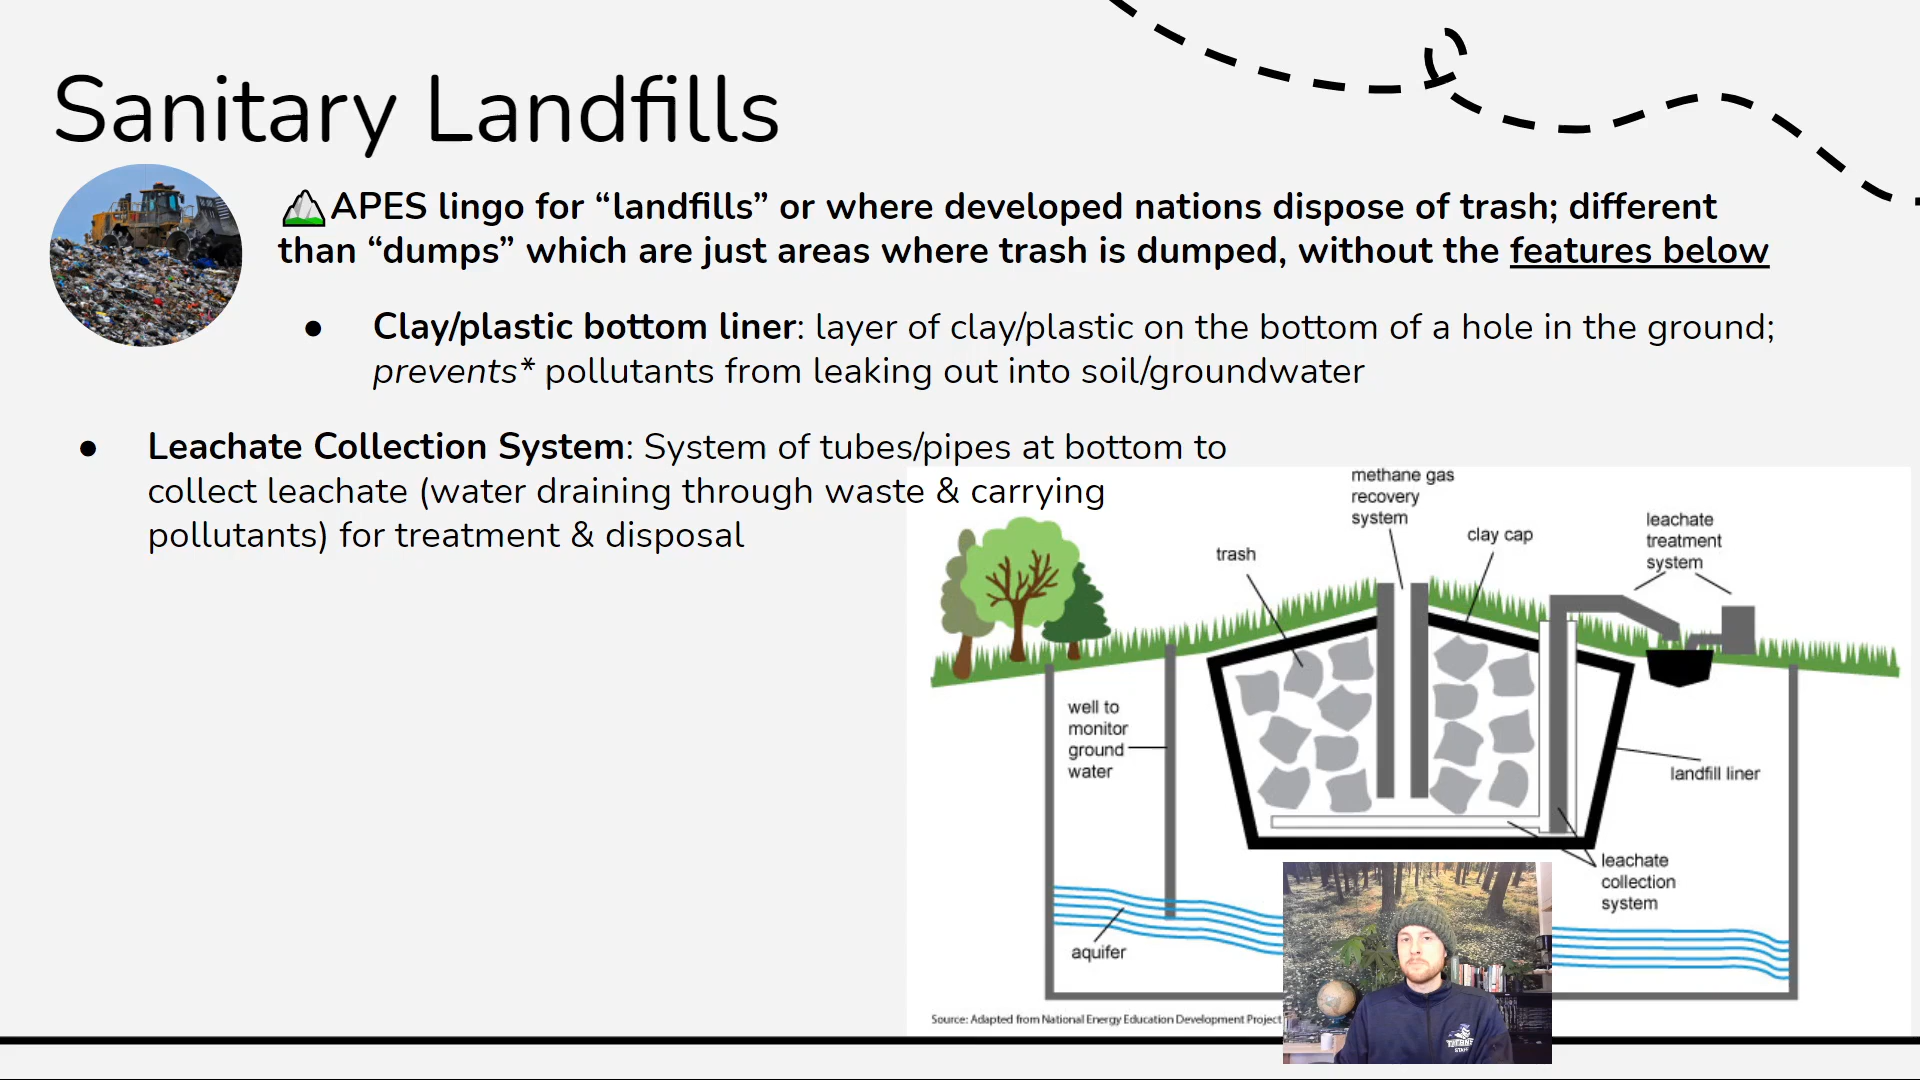 Sanitary Landfills
APES lingo for “landfills” or where developed nations dispose of trash; different
than “dumps” which are just areas where trash is dumped, without the features below
● Clay/plastic bottom liner: layer of clay/plastic on the bottom of a hole in the ground;
prevents* pollutants from leaking out into soil/groundwater
● Leachate Collection System: System of tubes/pipes at bottom to
collect leachate (water draining through waste & carrying
pollutants) for treatment & disposal
methane gas
recovery
system
trash
clay cap
leachate
treatment
system
well to
monitor
ground
water
landfill liner
leachate
collection
system
aquifer
Source: Adapted from National Energy Education Development Project
STAFF